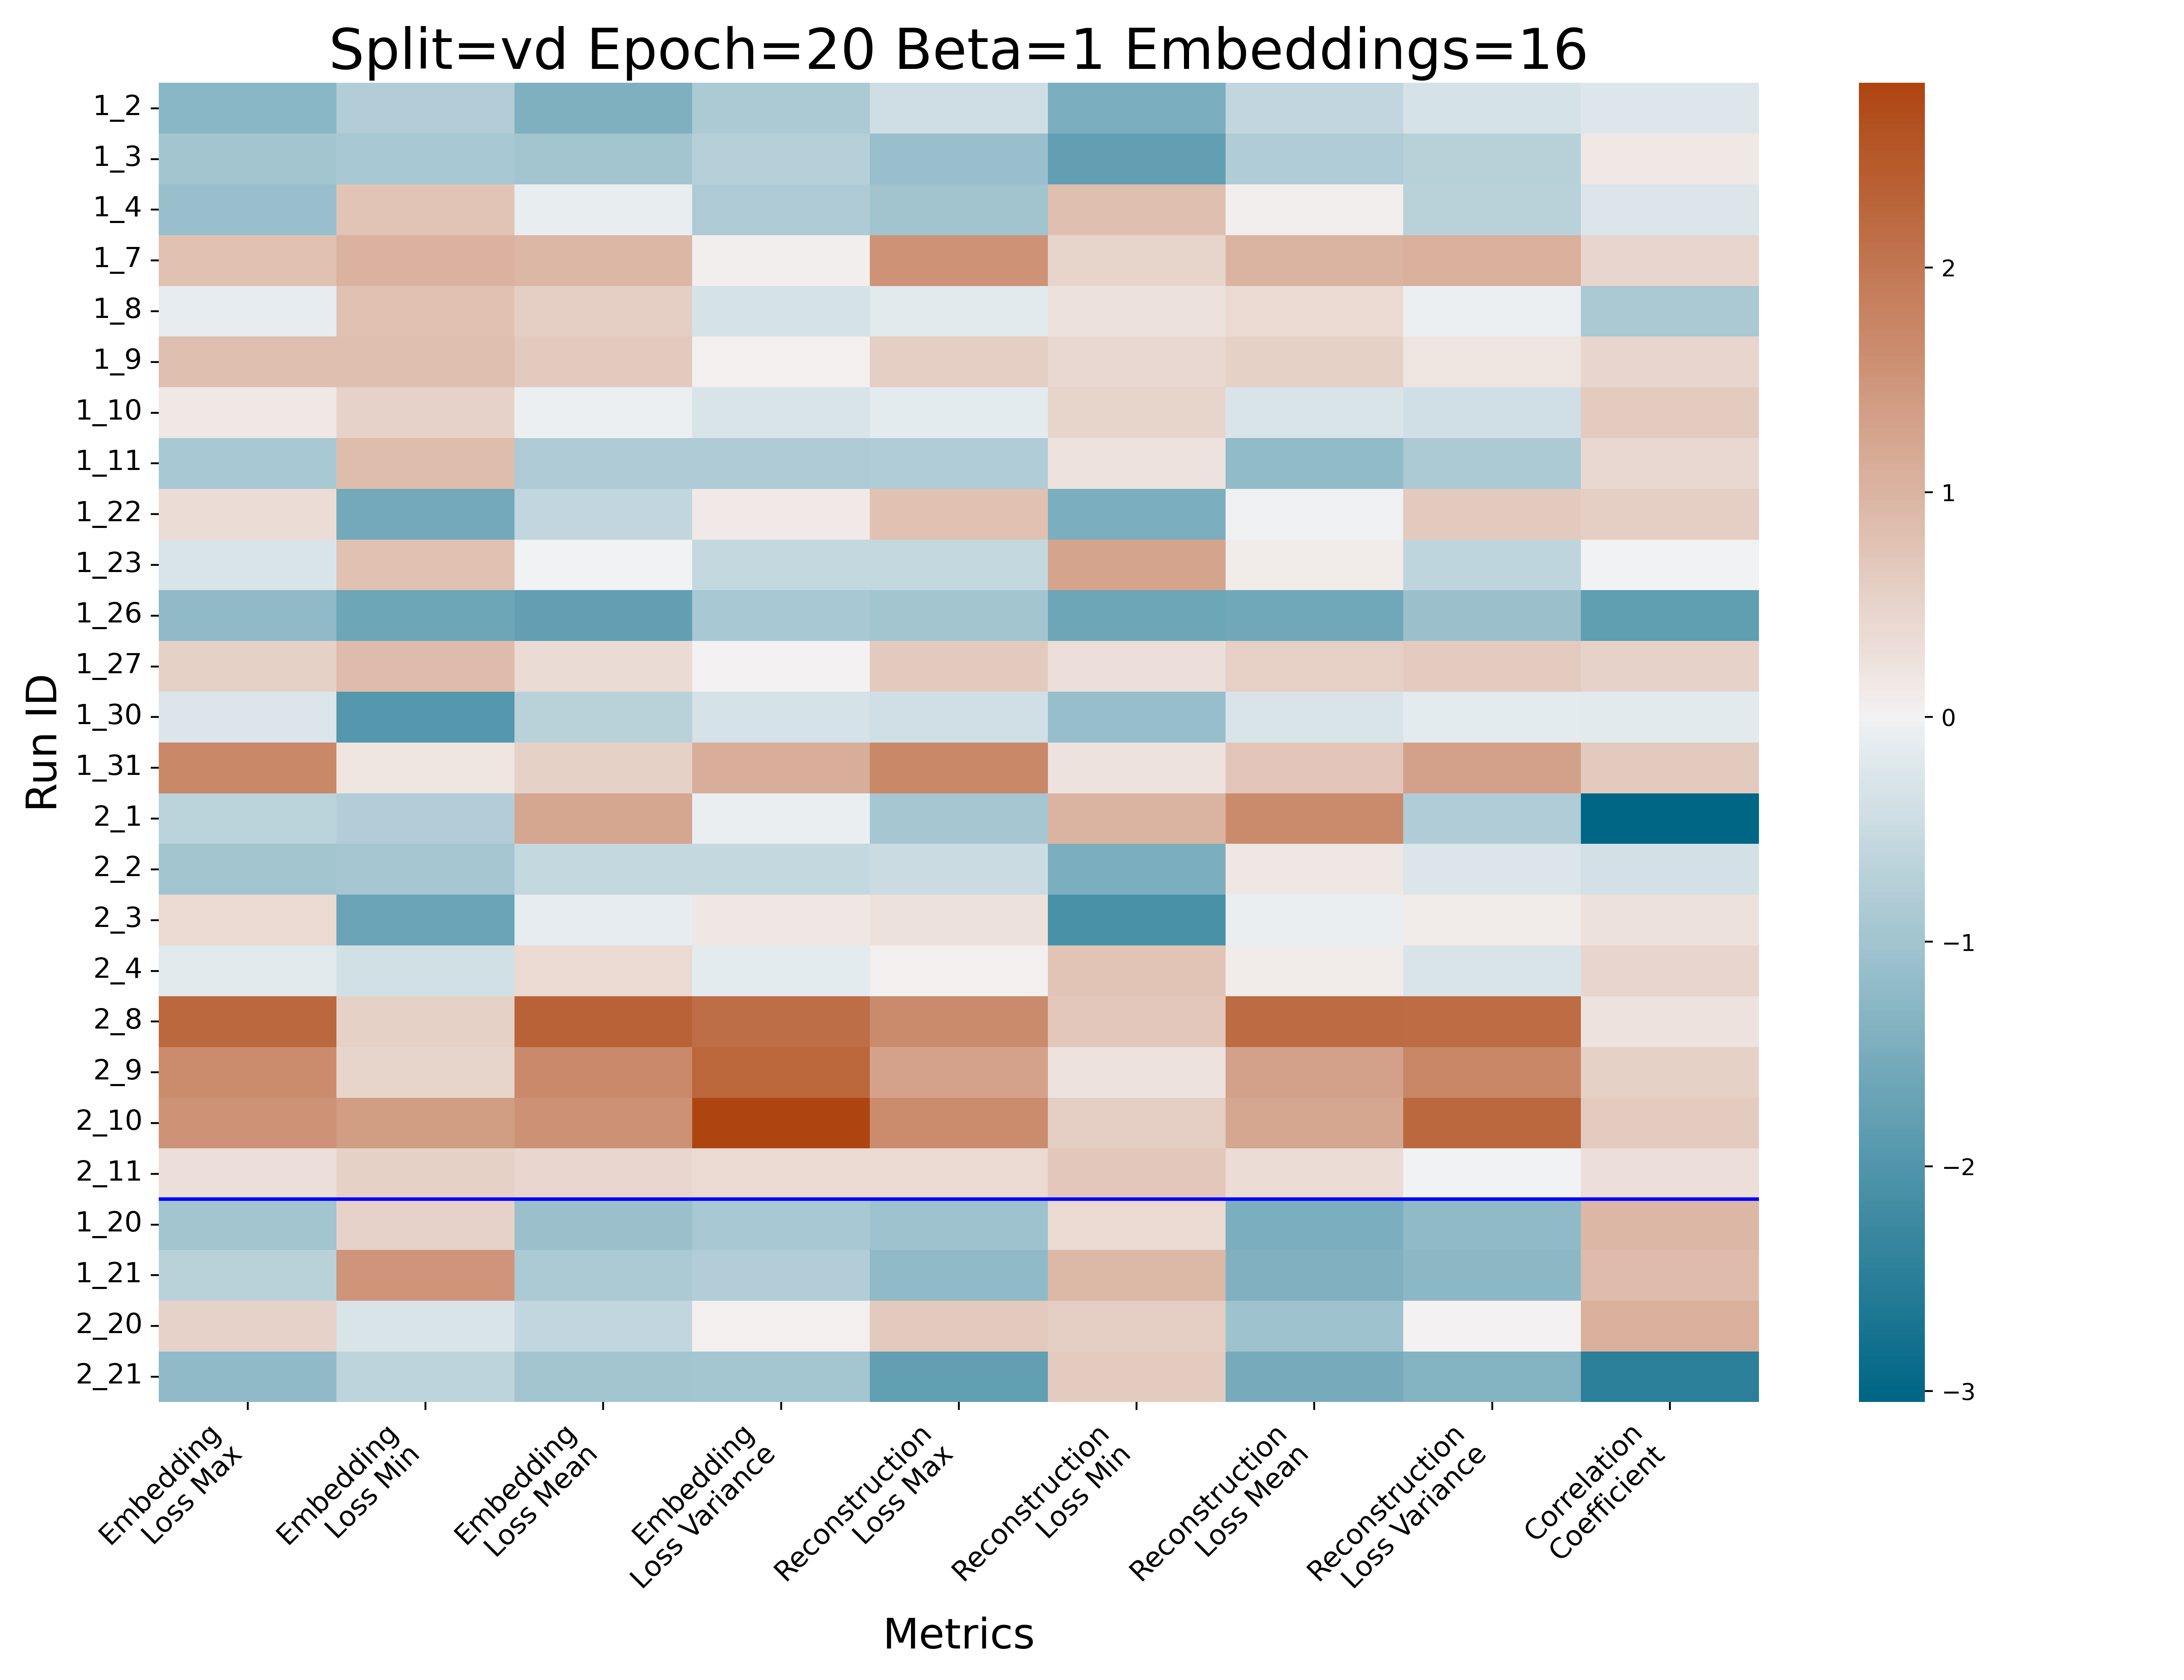 Split=vd Epoch=20 Beta=1 Embeddings=16
Run ID
1_2
1_3
1_4
1_7
1_8
1_9
1_10
1_11
1_22
1_23
1_26
1_27
1_30
1_31
2_1
2_2
2_3
2_4
2_8
2_9
2_10
2_11
1_20
1_21
2_20
2_21
Embedding
Loss Max
Embedding
Loss Min
Embedding
Loss Mean
Embedding
Loss Variance
Reconstruction
Loss Max
Reconstruction
Loss Min
Reconstruction
Loss Mean
Reconstruction
Loss Variance
Correlation
Coefficient
Metrics
2
1
0
−1
−2
−3